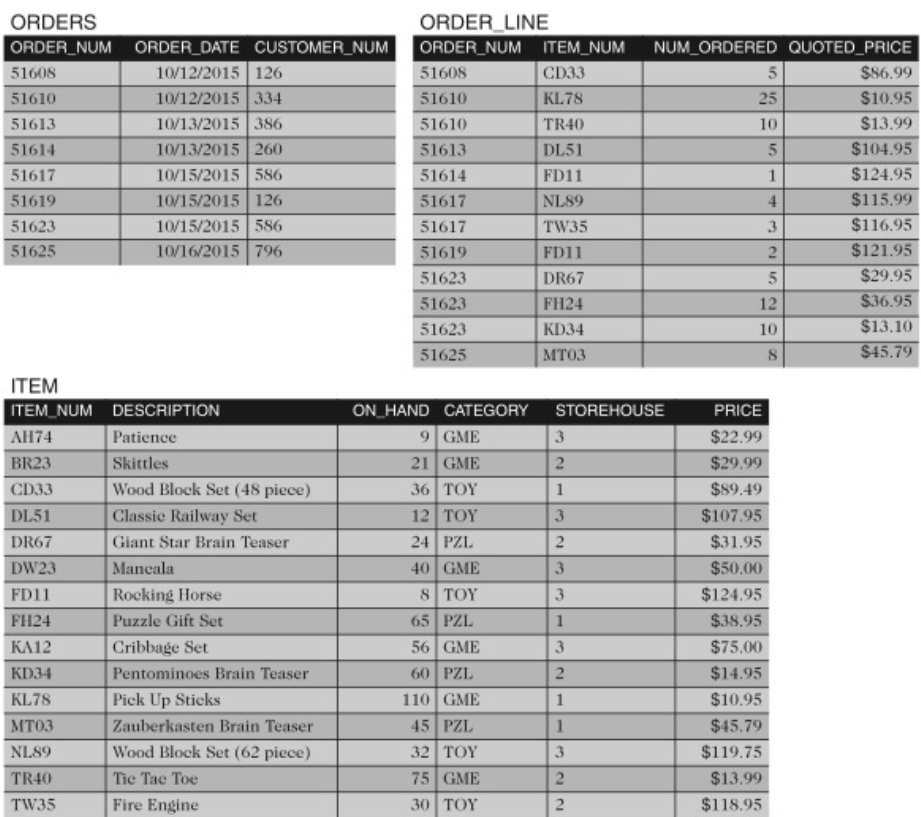 ORDERS
ORDER_NUM ORDER_DATE CUSTOMER_NUM
51608 10/12/2015 126
51610 10/12/2015 334
51613 10/13/2015 386
51614 10/13/2015 260
51617 10/15/2015 586
51619 10/15/2015 126
51623 10/15/2015 586
51625 10/16/2015 796
ORDER_LINE
ORDER_NUM ITEM_NUM NUM_ORDERED QUOTED_PRICE
51608 CD33 5 $86.99
51610 KL78 25 $10.95
51610 TR40 10 $13.99
51613 DL51 5 $104.95
51614 FD11 1 $124.95
51617 NL89 4 $115.99
51617 TW35 3 $116.95
51619 FD11 2 $121.95
51623 DR67 5 $29.95
51623 FH24 12 $36.95
51623 KD34 10 $13.10
51625 MT03 8 $45.79
ITEM
ITEM_NUM DESCRIPTION ON_HAND CATEGORY STOREHOUSE PRICE
AH74 Patience 9 GME 3 $22.99
BR23 Skittles 21 GME 2 $29.99
CD33 Wood Block Set (48 piece) 36 TOY 1 $89.49
DL51 Classic Railway Set 12 TOY 3 $107.95
DR67 Giant Star Brain Teaser 24 PZL 2 $31.95
DW23 Mancala 40 GME 3 $50.00
FD11 Rocking Horse 8 TOY 3 $124.95
FH24 Puzzle Gift Set 65 PZL 1 $38.95
KA12 Cribbage Set 56 GME 3 $75.00
KD34 Pentominoes Brain Teaser 60 PZL 2 $14.95
KL78 Pick Up Sticks 110 GME 1 $10.95
MT03 Zauberkasten Brain Teaser 45 PZL 1 $45.79
NL89 Wood Block Set (62 piece) 32 TOY 3 $119.75
TR40 Tic Tac Toe 75 GME 2 $13.99
TW35 Fire Engine 30 TOY 2 $118.95